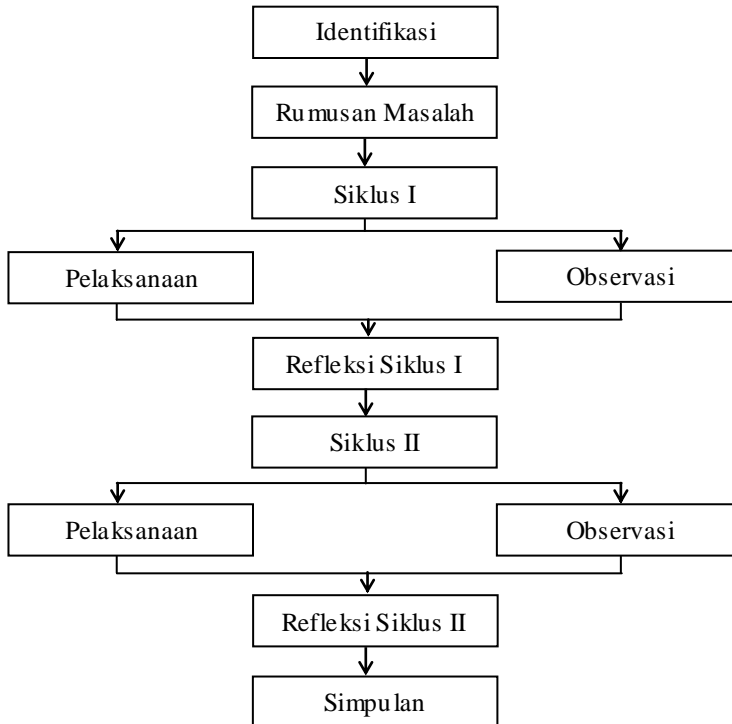 Identifikasi
Rumusan Masalah
Siklus I
Pelaksanaan
Observasi
Refleksi Siklus I
Siklus II
Pelaksanaan
Observasi
Refleksi Siklus II
Simpulan